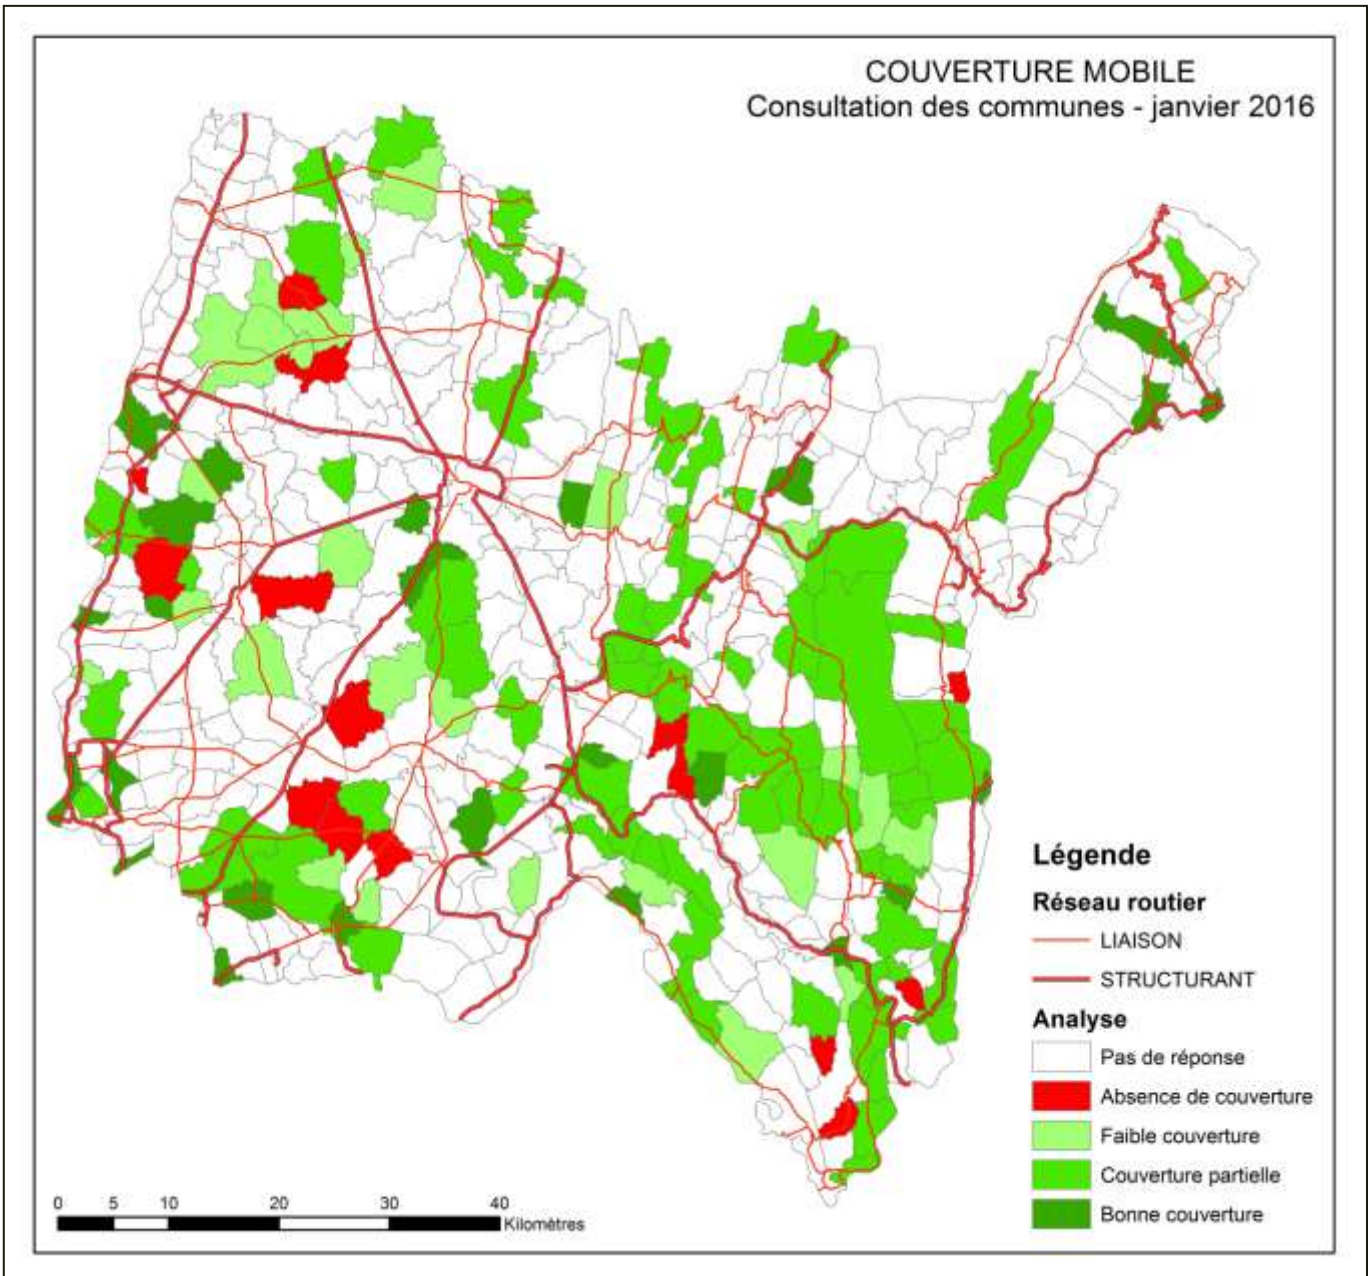 COUVERTURE MOBILE
Consultation des communes - janvier 2016
Légende
Réseau routier
LIAISON
STRUCTURANT
Analyse
Pas de réponse
Absence de couverture
Faible couverture
Couverture partielle
Bonne couverture
0 5 10 20 30 40
Kilomètres